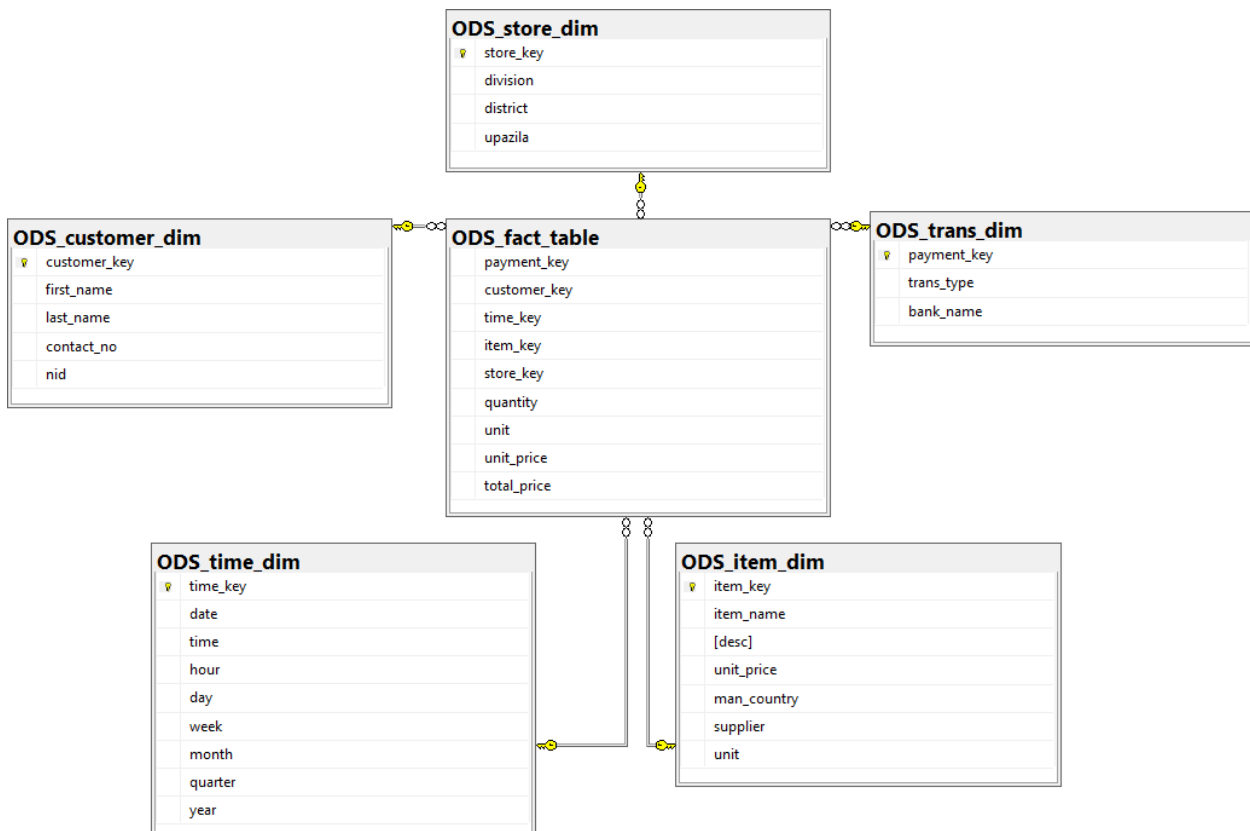 ODS_store_dim
store_key
division
district
upazila
ODS_customer_dim
customer_key
first_name
last_name
contact_no
nid
ODS_fact_table
payment_key
customer_key
time_key
item_key
store_key
quantity
unit
unit_price
total_price
ODS_trans_dim
payment_key
trans_type
bank_name
ODS_time_dim
time_key
date
time
hour
day
week
month
quarter
year
ODS_item_dim
item_key
item_name
[desc]
unit_price
man_country
supplier
unit